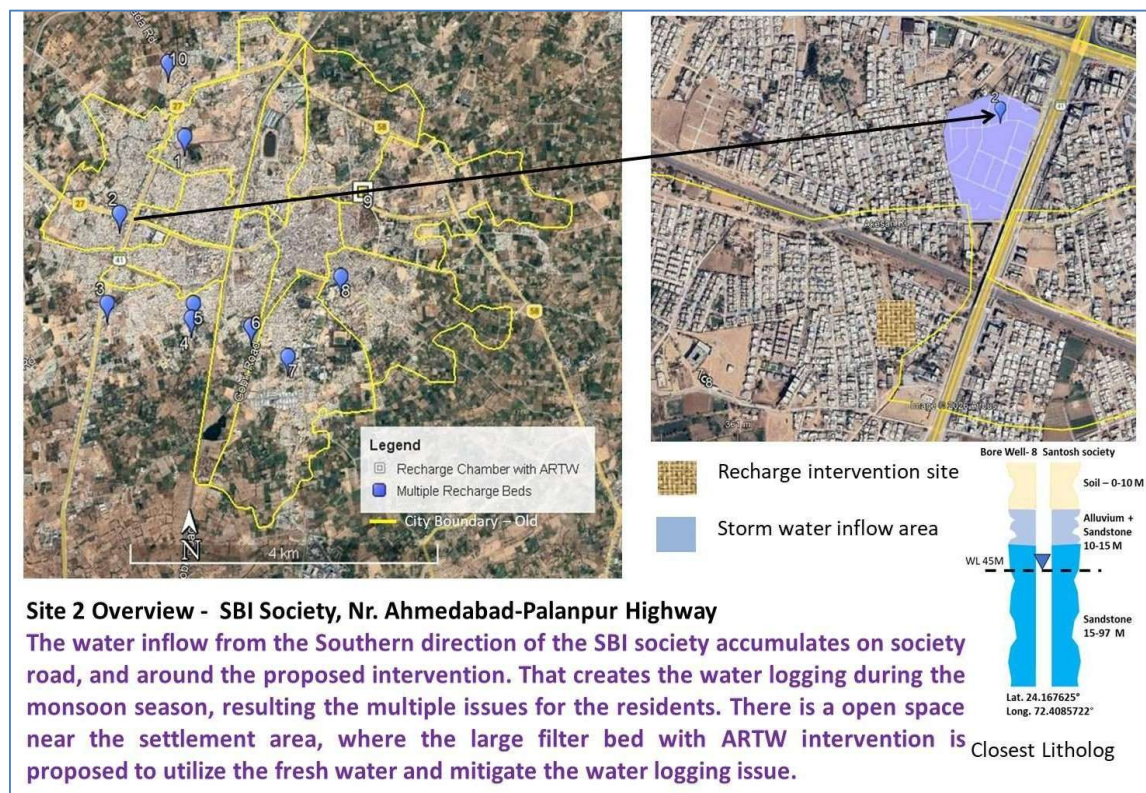 10
27
58
1
2
27
9
41
3
8
5
4
6
7
Gobri Road
58
Legend
Recharge Chamber with ARTW
Multiple Recharge Beds
City Boundary – Old
N
4 km
2
41
361 m
Recharge intervention site
Storm water inflow area
Bore Well- 8 Santosh society
Soil – 0-10 M
Alluvium +
Sandstone
10-15 M
WL 45M
Sandstone
15-97 M
Lat. 24.167625°
Long. 72.4085722°
Closest Litholog
Site 2 Overview - SBI Society, Nr. Ahmedabad-Palanpur Highway
The water inflow from the Southern direction of the SBI society accumulates on society
road, and around the proposed intervention. That creates the water logging during the
monsoon season, resulting the multiple issues for the residents. There is a open space
near the settlement area, where the large filter bed with ARTW intervention is
proposed to utilize the fresh water and mitigate the water logging issue.